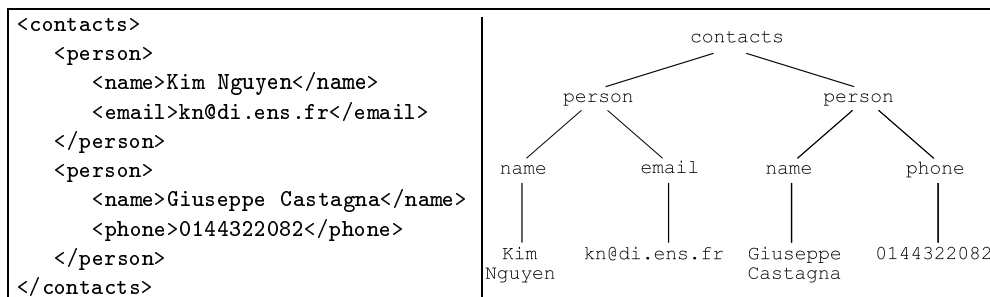 <contacts>
<person>
<name>Kim Nguyen</name>
<email>kn@di.ens.fr</email>
</person>
<person>
<name>Giuseppe Castagna</name>
<phone>0144322082</phone>
</person>
</contacts>
contacts
person person
name email name phone
Kim Nguyen kn@di.ens.fr Giuseppe Castagna 0144322082